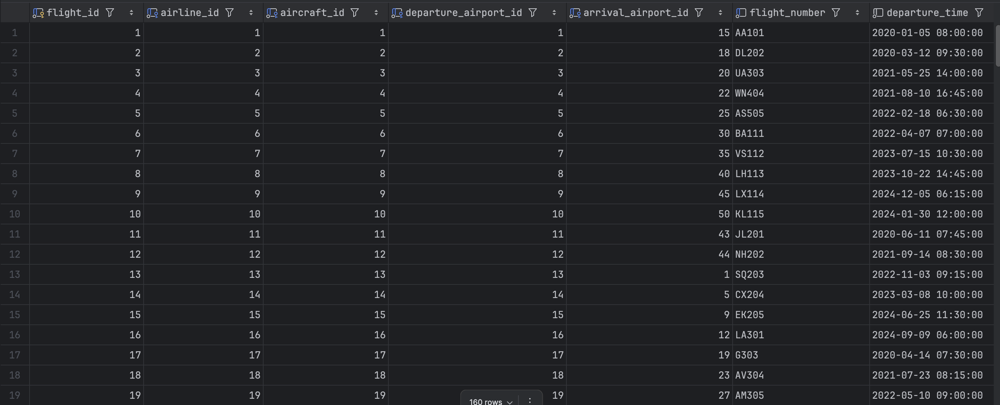 flight_id airline_id aircraft_id departure_airport_id arrival_airport_id flight_number departure_time
1 1 1 1 1 15 AA101 2020-01-05 08:00:00
2 2 2 2 2 18 DL202 2020-03-12 09:30:00
3 3 3 3 3 20 UA303 2021-05-25 14:00:00
4 4 4 4 4 22 WN404 2021-08-10 16:45:00
5 5 5 5 5 25 AS505 2022-02-18 06:30:00
6 6 6 6 6 30 BA111 2022-04-07 07:00:00
7 7 7 7 7 35 VS112 2023-07-15 10:30:00
8 8 8 8 8 40 LH113 2023-10-22 14:45:00
9 9 9 9 9 45 LX114 2024-12-05 06:15:00
10 10 10 10 10 50 KL115 2024-01-30 12:00:00
11 11 11 11 11 43 JL201 2020-06-11 07:45:00
12 12 12 12 12 44 NH202 2021-09-14 08:30:00
13 13 13 13 13 1 SQ203 2022-11-03 09:15:00
14 14 14 14 14 5 CX204 2023-03-08 10:00:00
15 15 15 15 15 9 EK205 2024-06-25 11:30:00
16 16 16 16 16 12 LA301 2024-09-09 06:00:00
17 17 17 17 17 19 G303 2020-04-14 07:30:00
18 18 18 18 18 23 AV304 2021-07-23 08:15:00
19 19 19 19 19 27 AM305 2022-05-10 09:00:00
160 rows